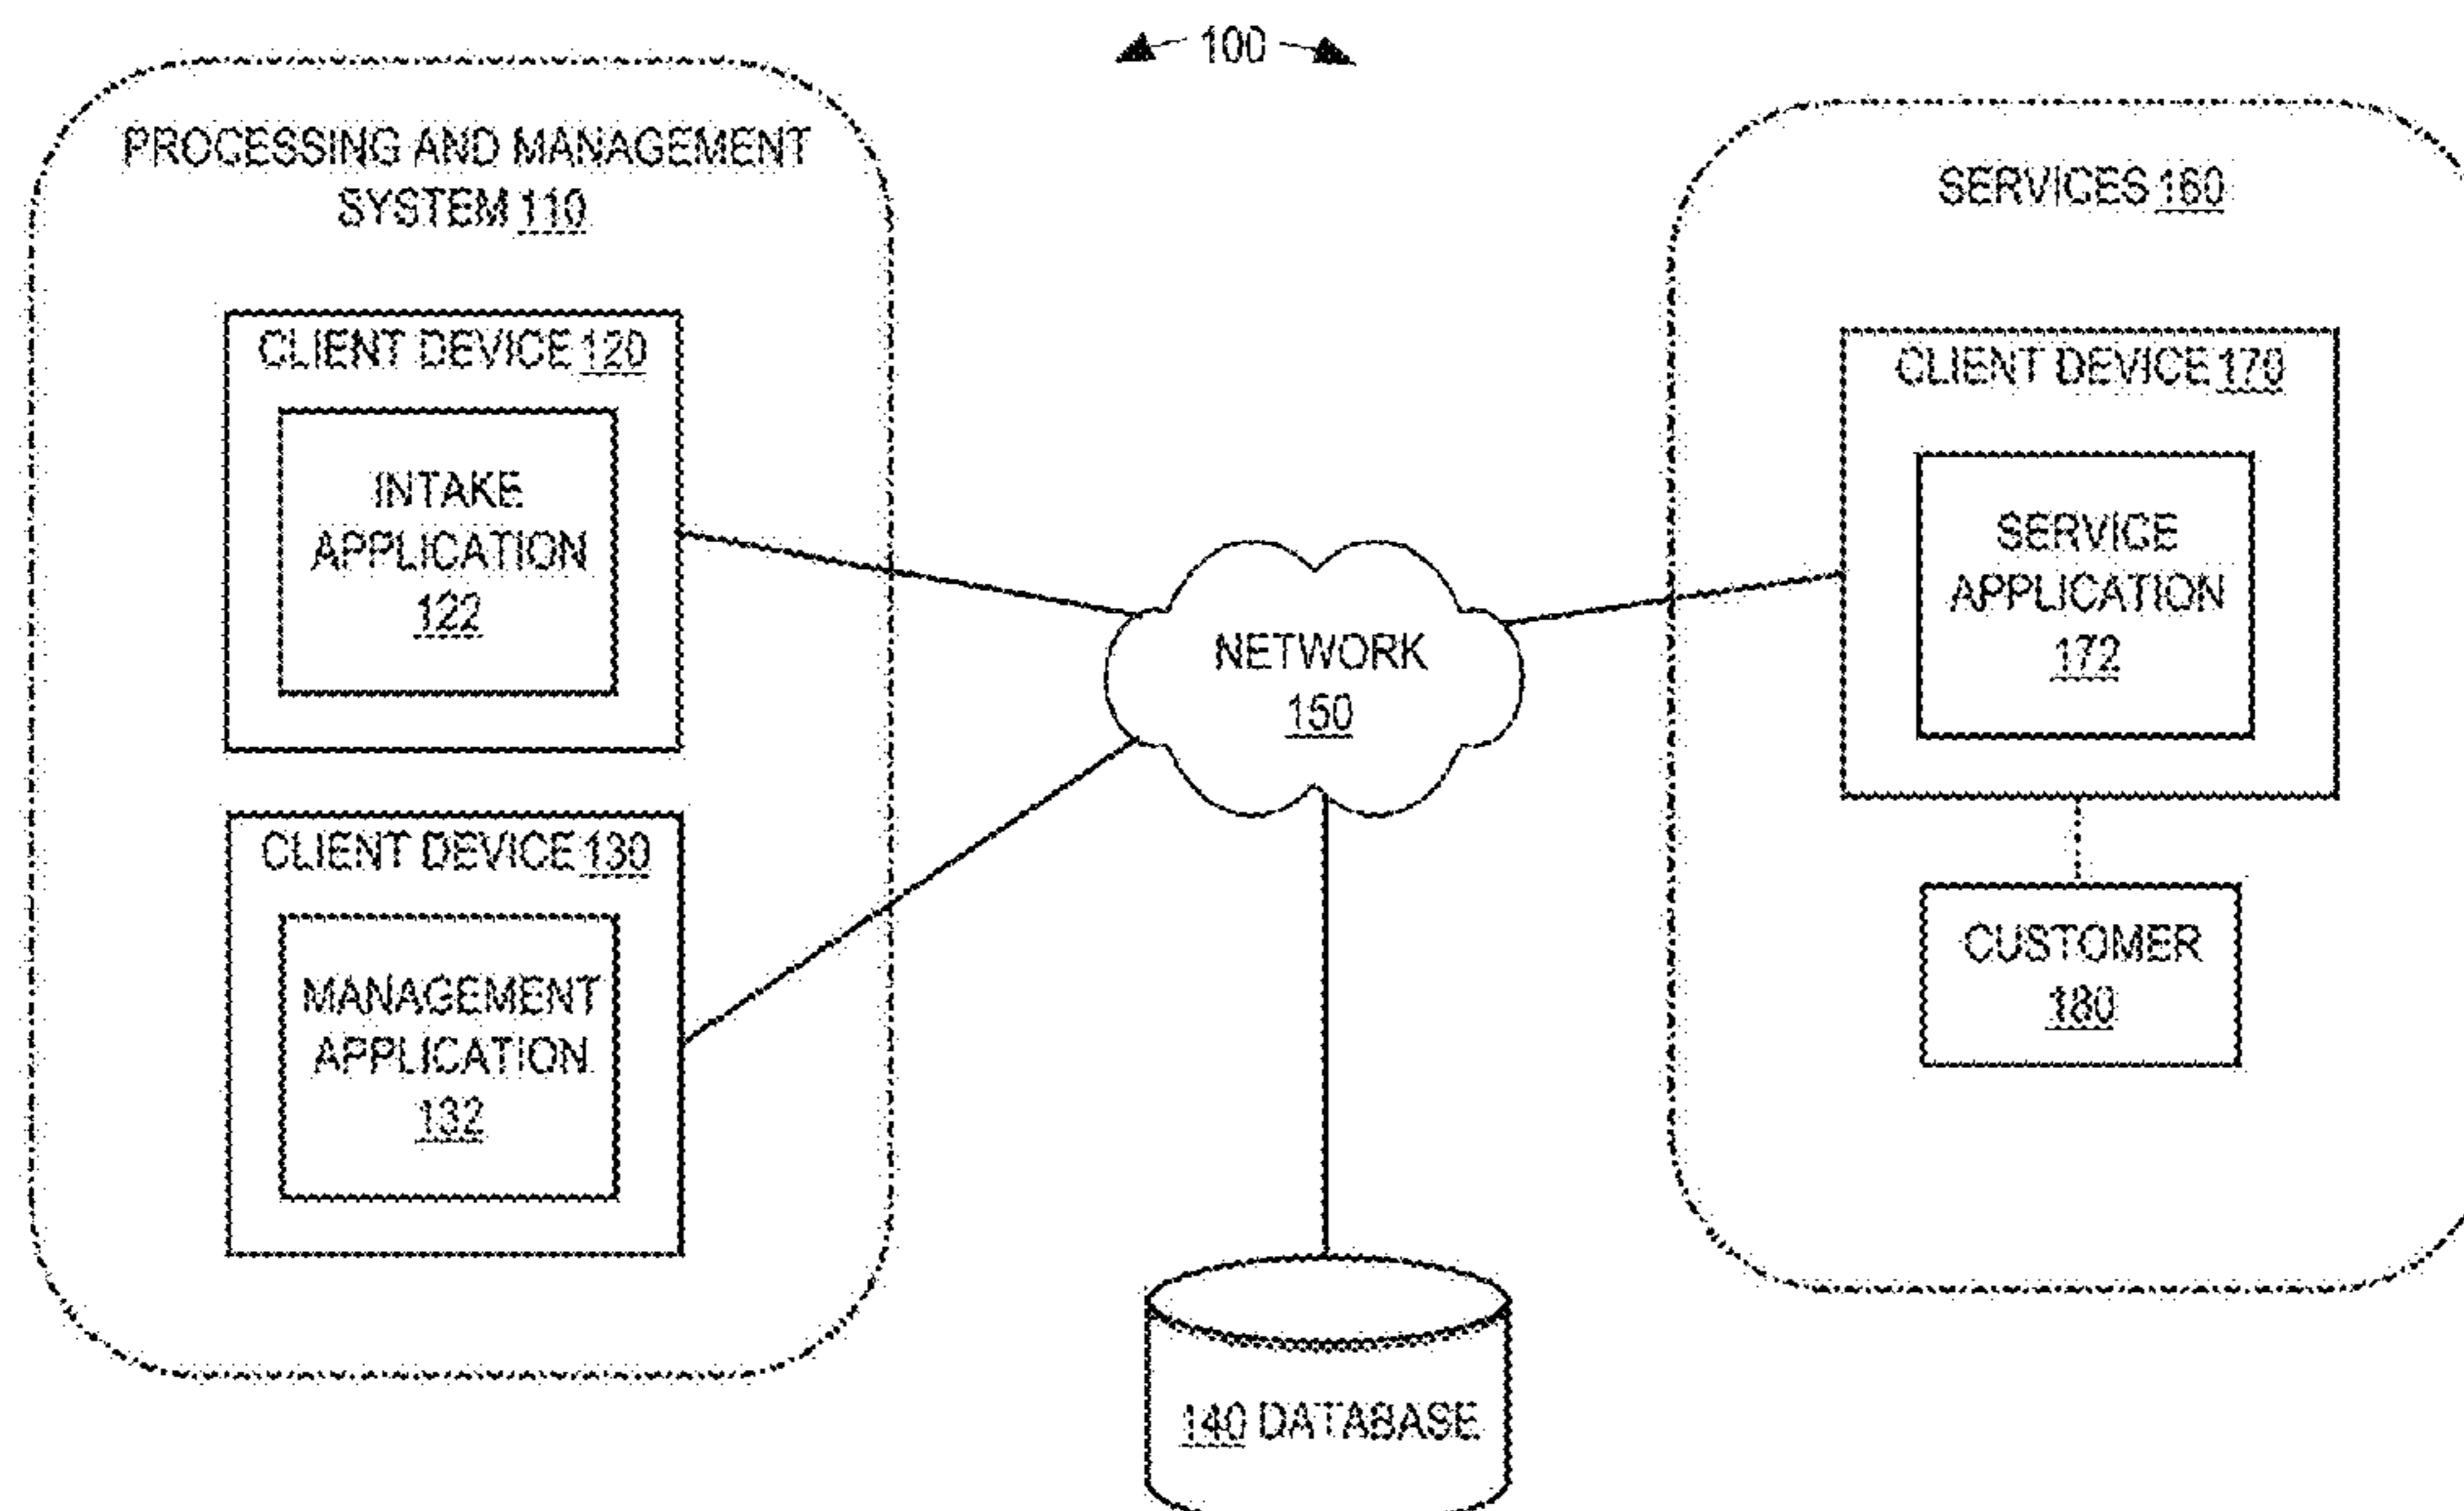 100
PROCESSING AND MANAGEMENT
SYSTEM 110
CLIENT DEVICE 120
INTAKE
APPLICATION
122
CLIENT DEVICE 130
MANAGEMENT
APPLICATION
132
NETWORK
150
140 DATABASE
SERVICES 160
CLIENT DEVICE 170
SERVICE
APPLICATION
172
CUSTOMER
180